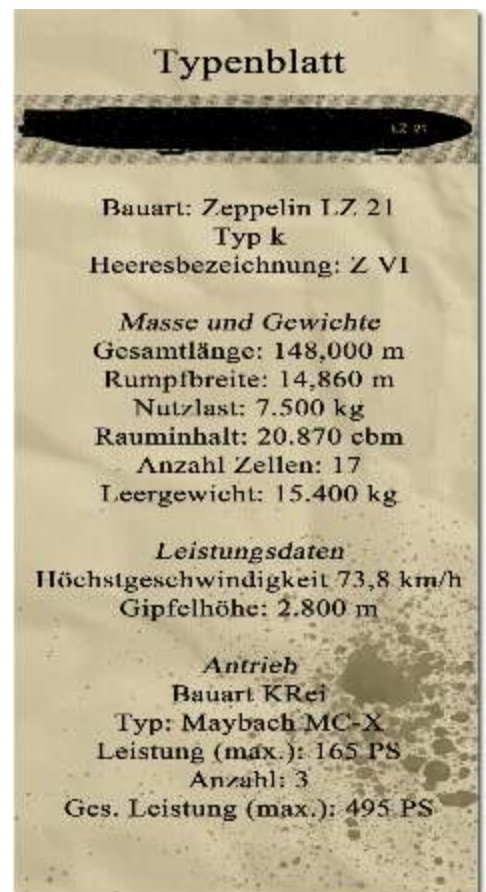 Typenblatt
LZ 21
Bauart: Zeppelin LZ 21
Typ k
Heeresbezeichnung: Z VI
Masse und Gewichte
Gesamtlänge: 148,000 m
Rumpfbreite: 14,860 m
Nutzlast: 7.500 kg
Rauminhalt: 20.870 cbm
Anzahl Zellen: 17
Leergewicht: 15.400 kg
Leistungsdaten
Höchstgeschwindigkeit 73,8 km/h
Gipfelhöhe: 2.800 m
Antrieb
Bauart KRei
Typ: Maybach MC-X
Leistung (max.): 165 PS
Anzahl: 3
Ges. Leistung (max.): 495 PS